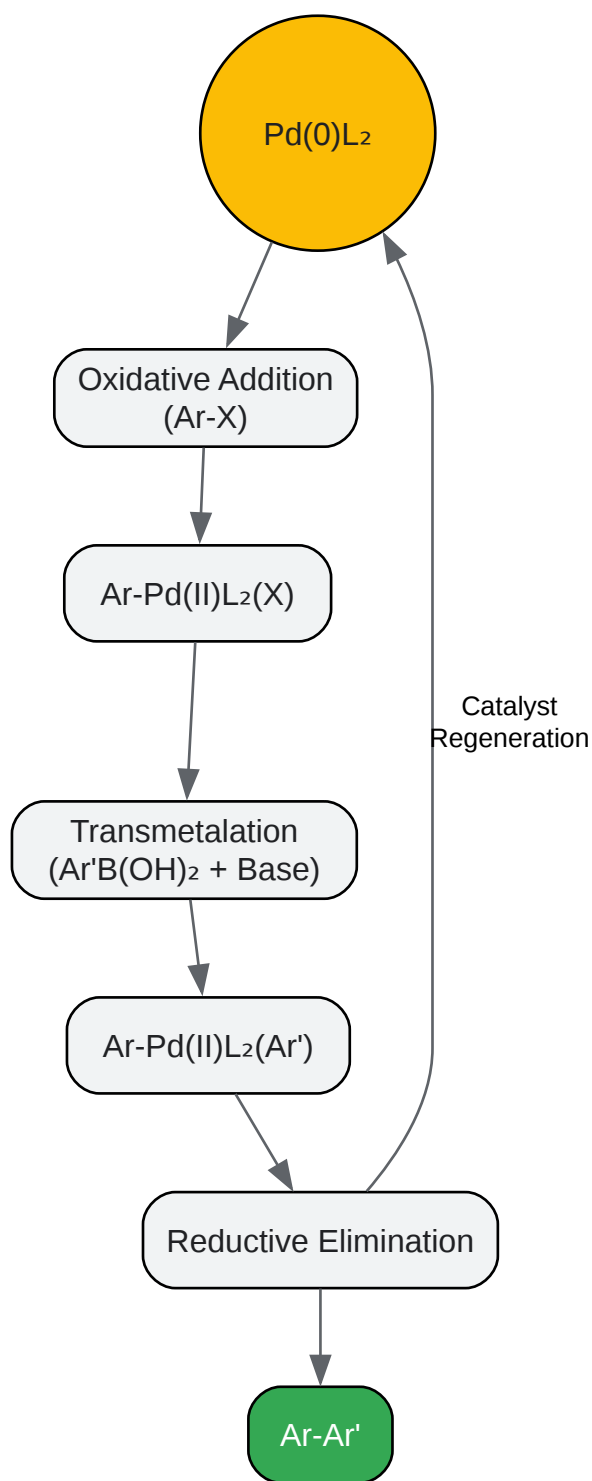 Pd(0)L₂
Oxidative Addition
(Ar-X)
Ar-Pd(II)L₂(X)
Catalyst
Regeneration
Transmetalation
(Ar'B(OH)₂ + Base)
Ar-Pd(II)L₂(Ar')
Reductive Elimination
Ar-Ar'